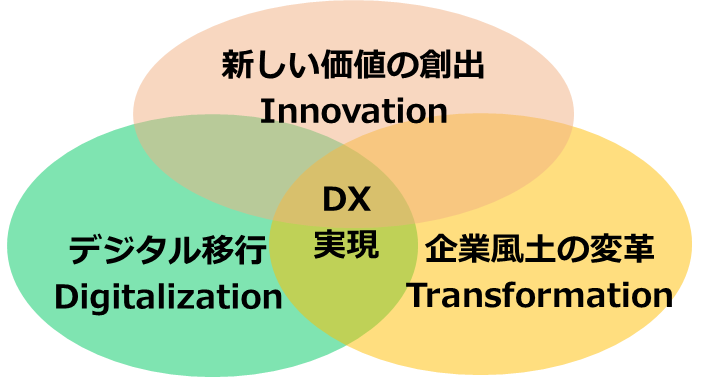 新しい価値の創出
Innovation
DX
実現
デジタル移行
Digitalization
企業風土の変革
Transformation